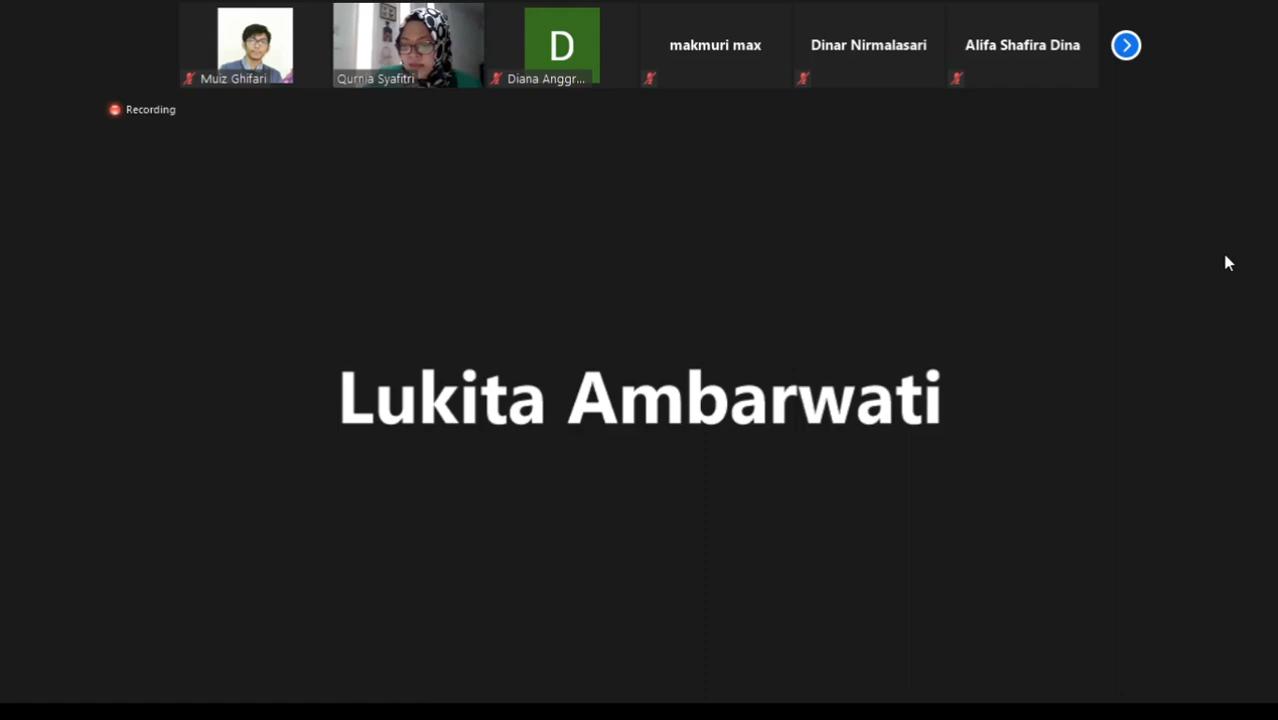 Muiz Ghifari
Qurnia Syafitri
D
Diana Anggr...
makmuri max
Dinar Nirmalasari
Alifa Shafira Dina
Recording
Lukita Ambarwati